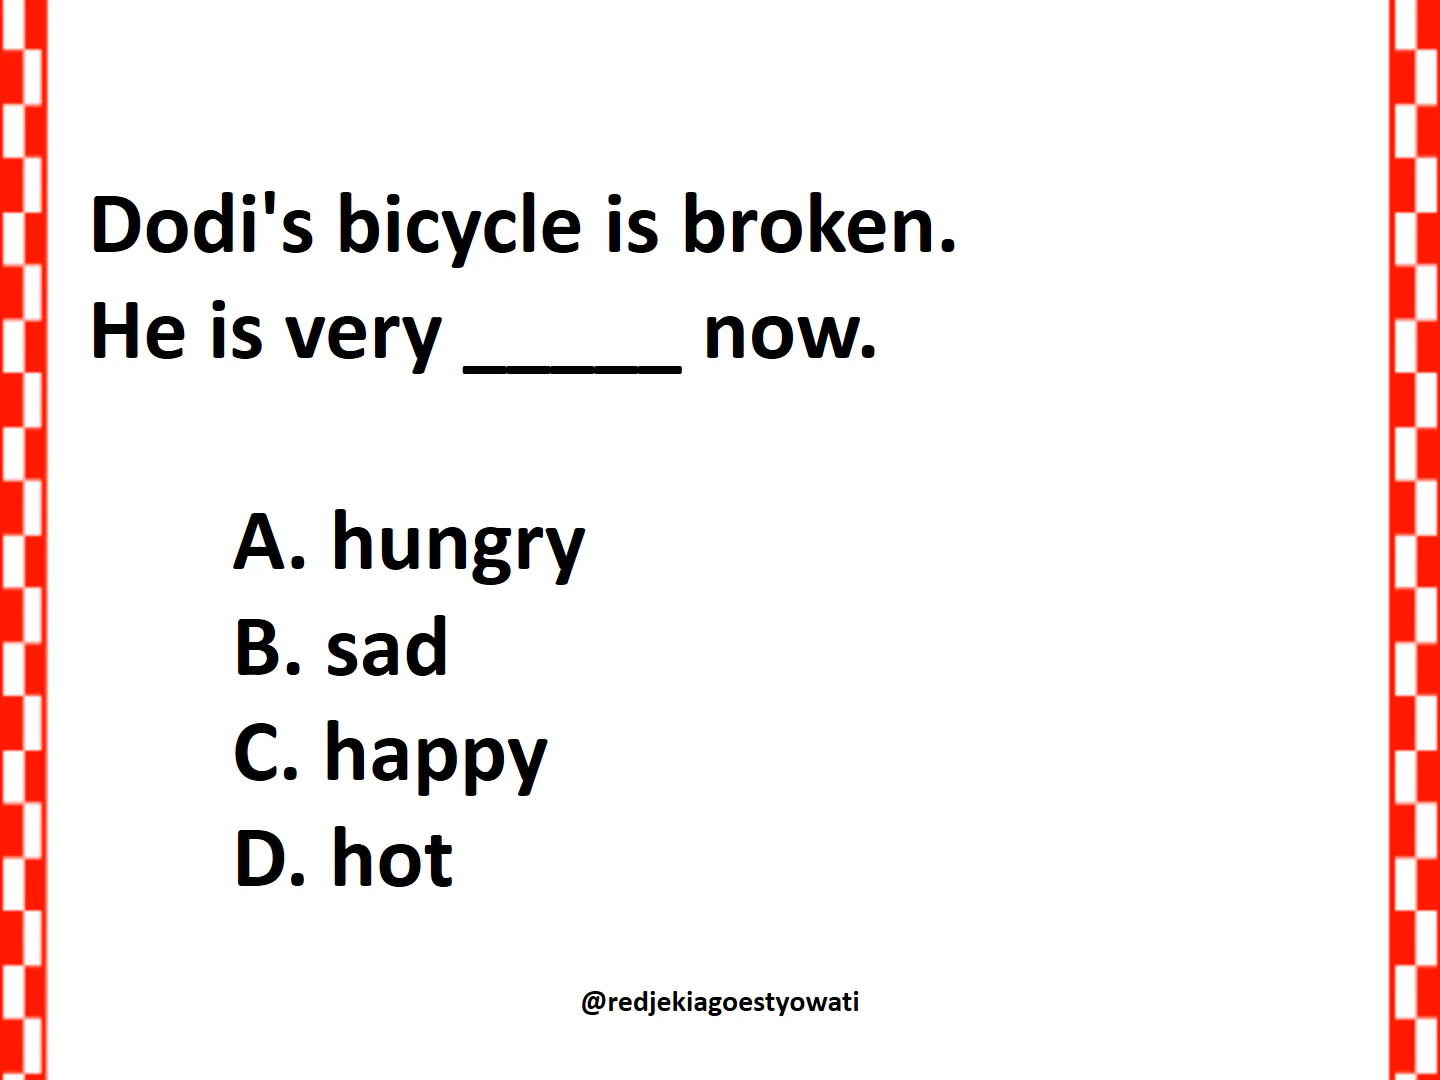 Dodi's bicycle is broken.
He is very _____ now.
A. hungry
B. sad
C. happy
D. hot
@redjekiagoestyowati